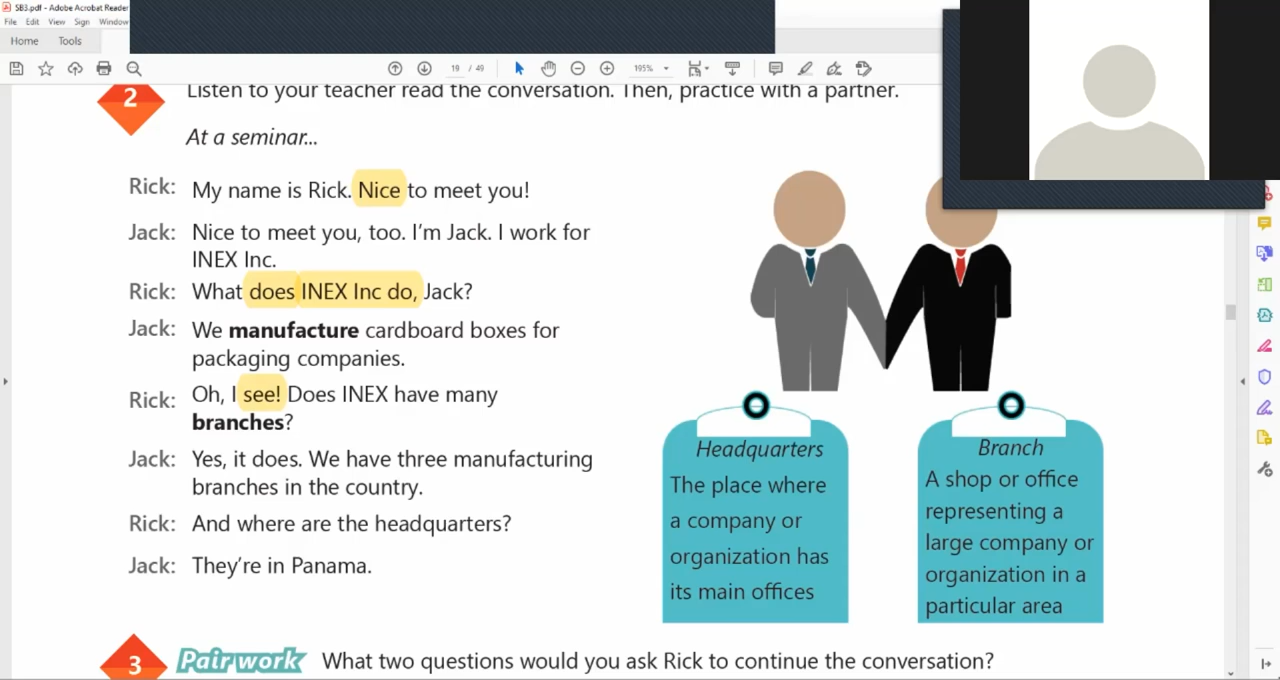 SB3.pdf - Adobe Acrobat Reader
File Edit View Sign Window
Home Tools
19 / 49 195%
2
Listen to your teacher read the conversation. Then, practice with a partner.
At a seminar...
Rick: My name is Rick. Nice to meet you!
Jack: Nice to meet you, too. I'm Jack. I work for
INEX Inc.
Rick: What does INEX Inc do, Jack?
Jack: We manufacture cardboard boxes for
packaging companies.
Rick: Oh, I see! Does INEX have many
branches?
Jack: Yes, it does. We have three manufacturing
branches in the country.
Rick: And where are the headquarters?
Jack: They're in Panama.
Headquarters
The place where
a company or
organization has
its main offices
Branch
A shop or office
representing a
large company or
organization in a
particular area
3
Pair work What two questions would you ask Rick to continue the conversation?